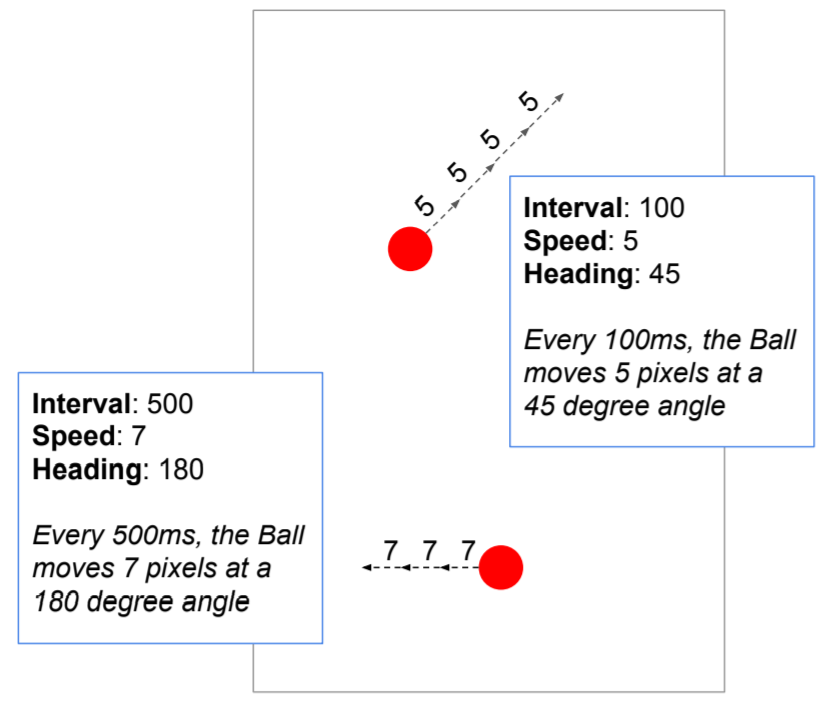 5
5
5
5
Interval: 100
Speed: 5
Heading: 45
Every 100ms, the Ball
moves 5 pixels at a
45 degree angle
Interval: 500
Speed: 7
Heading: 180
Every 500ms, the Ball
moves 7 pixels at a
180 degree angle
7 7 7